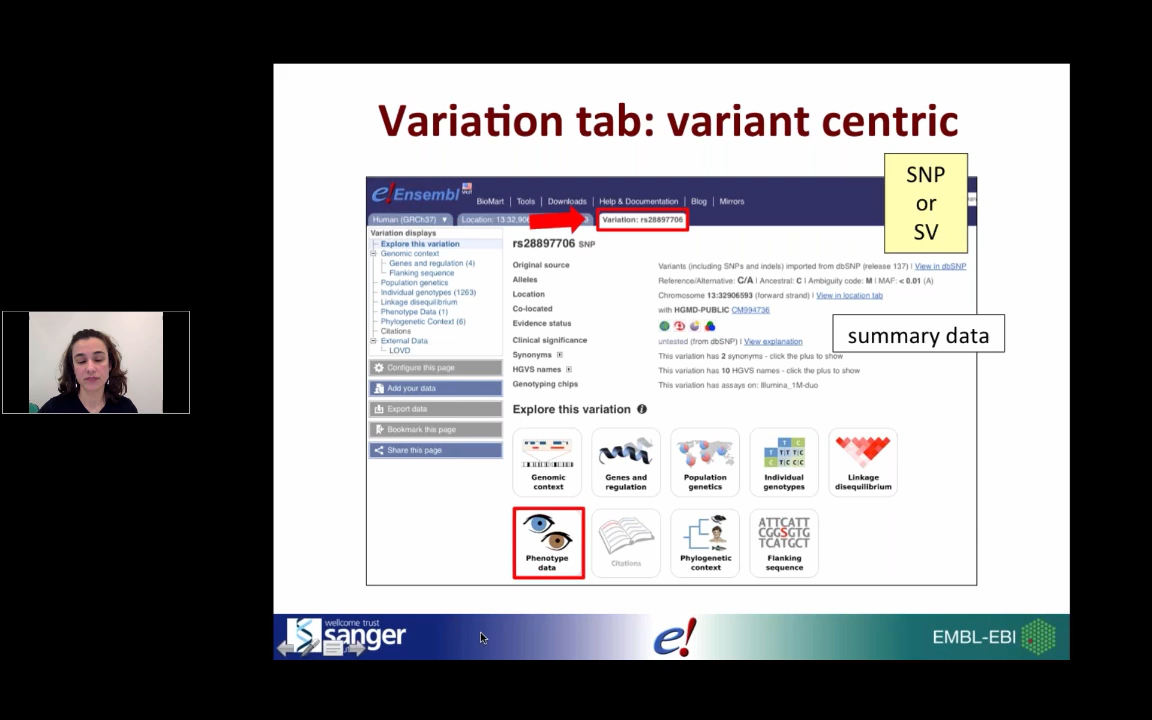 Variation tab: variant centric
SNP
or
SV
e!Ensembl
BioMart | Tools | Downloads | Help & Documentation | Blog | Mirrors
Human (GRCh37) ▼
Location: 13:32,906
Variation: rs28897706
Variation displays
Explore this variation
Genomic context
Genes and regulation (4)
Flanking sequence
Population genetics
Individual genotypes (1263)
Linkage disequilibrium
Phenotype Data (1)
Phylogenetic Context (6)
Citations
External Data
LOVD
Configure this page
Add your data
Export data
Bookmark this page
Share this page
rs28897706 SNP
Original source Variants (including SNPs and indels) imported from dbSNP (release 137) | View in dbSNP
Alleles Reference/Alternative: C/A | Ancestral: C | Ambiguity code: M | MAF: < 0.01 (A)
Location Chromosome 13:32906593 (forward strand) | View in location tab
Co-located with HGMD-PUBLIC CM994736
Evidence status
summary data
Clinical significance untested (from dbSNP) | View explanation
Synonyms This variation has 2 synonyms - click the plus to show
HGVS names This variation has 10 HGVS names - click the plus to show
Genotyping chips This variation has assays on: Illumina_1M-duo
Explore this variation
Genomic
context
Genes and
regulation
Population
genetics
T C
T T T C
T C C C
Individual
genotypes
Linkage
disequilibrium
Phenotype
data
Citations
Phylogenetic
context
ATTCATT
CGGSGTG
TCATGCT
Flanking
sequence
wellcome trust
sanger
e!
EMBL-EBI